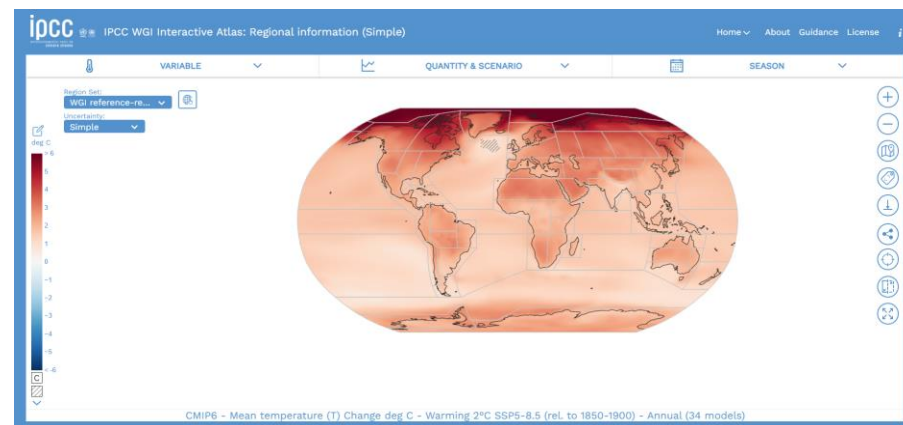 ipcc
IPCC WGI Interactive Atlas: Regional information (Simple)
Home About Guidance License i
VARIABLE QUANTITY & SCENARIO SEASON
Region Set:
WGI reference-re...
Uncertainty:
Simple
deg C
> 6
5
4
3
2
1
0
-1
-2
-3
-4
-5
< -6
C
CMIP6 - Mean temperature (T) Change deg C - Warming 2°C SSP5-8.5 (rel. to 1850-1900) - Annual (34 models)